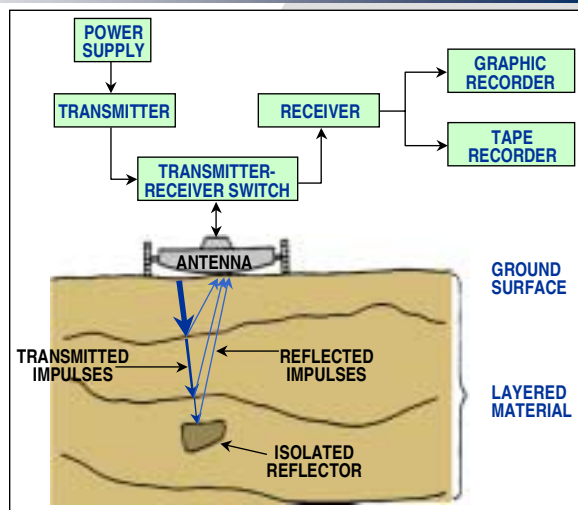 POWER
SUPPLY
TRANSMITTER
RECEIVER
GRAPHIC
RECORDER
TAPE
RECORDER
TRANSMITTER-
RECEIVER SWITCH
ANTENNA
GROUND
SURFACE
TRANSMITTED
IMPULSES
REFLECTED
IMPULSES
LAYERED
MATERIAL
ISOLATED
REFLECTOR